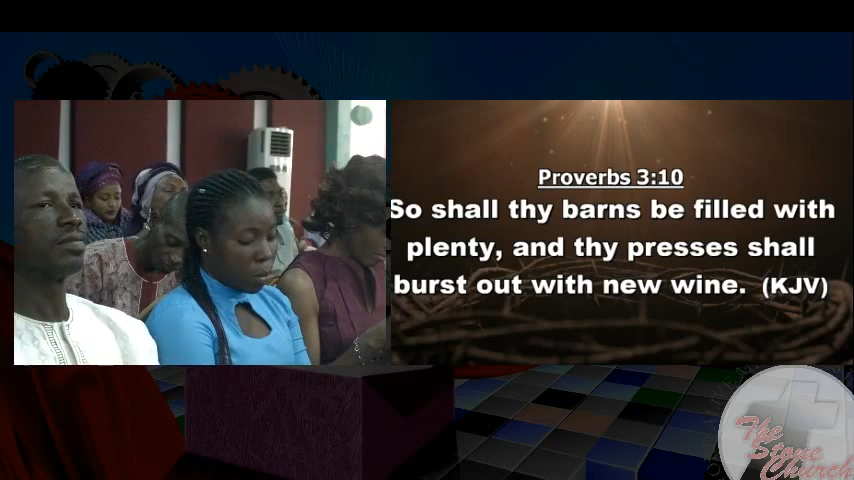 Proverbs 3:10
So shall thy barns be filled with
plenty, and thy presses shall
burst out with new wine. (KJV)
The
Stone
Church